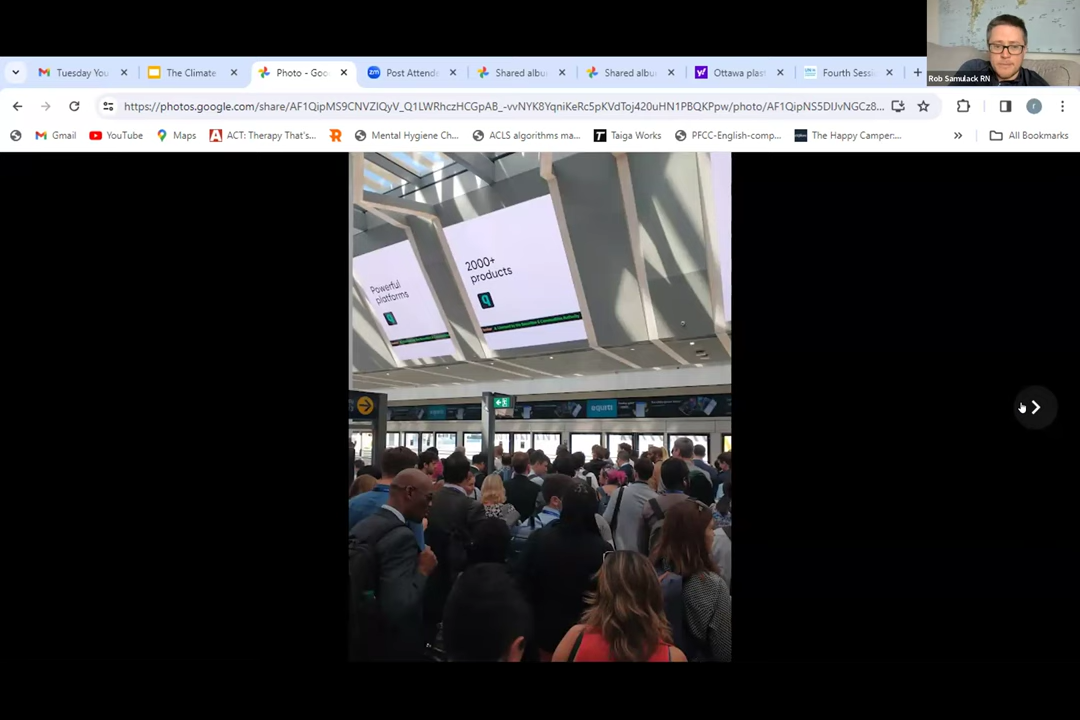 Tuesday You
The Climate
Photo - Goo
Post Attende
Shared albu
Shared albu
Ottawa plas
Fourth Sessi
Rob Samulack RN
https://photos.google.com/share/AF1QipMS9CNVZIQyV_Q1LWRhczHCGpAB_-vvNYK8YqniKeRc5pKVdToj420uHN1PBQKPpw/photo/AF1QipNS5DIJvNGCz8...
Gmail
YouTube
Maps
ACT: Therapy That's...
Mental Hygiene Ch...
ACLS algorithms ma...
Taiga Works
PFCC-English-comp...
The Happy Camper:...
»
All Bookmarks
2000+
products
Powerful
platforms